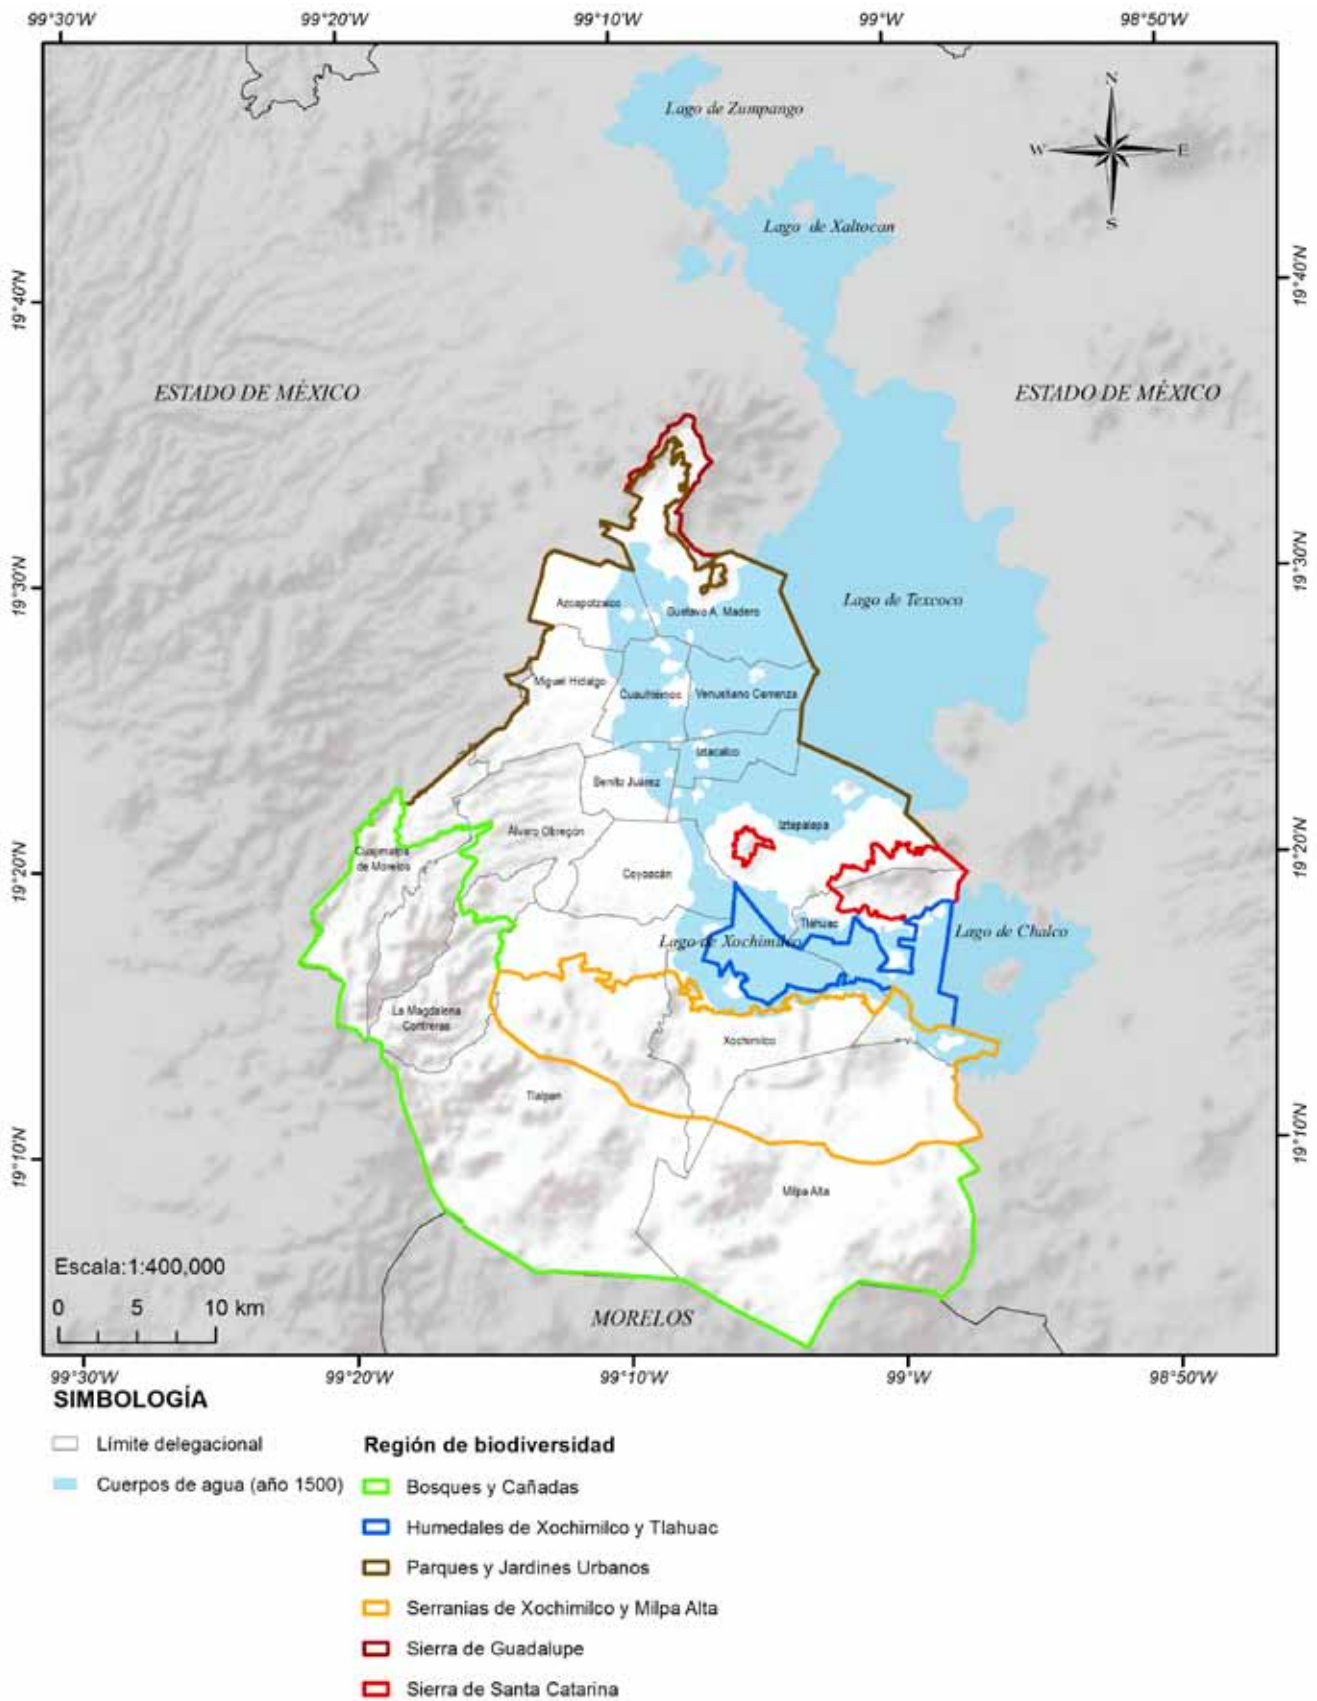 99°30'W 99°20'W 99°10'W 99°W 98°50'W
N
Lago de Zumpango
W E
S
Lago de Xaltocan
19°40'N 19°40'N
ESTADO DE MÉXICO ESTADO DE MÉXICO
19°30'N 19°30'N
Lago de Texcoco
Azcapotzalco
Gustavo A. Madero
Miguel Hidalgo
Cuauhtémoc
Venustiano Carranza
Iztacalco
Benito Juárez
Iztapalapa
Álvaro Obregón
Cuajimalpa
de Morelos
19°20'N 19°20'N
Coyoacán
Tláhuac
Lago de Xochimilco
Lago de Chalco
La Magdalena
Contreras
Xochimilco
Tlalpan
19°10'N 19°10'N
Milpa Alta
Escala:1:400,000
0 5 10 km
MORELOS
99°30'W 99°20'W 99°10'W 99°W 98°50'W
SIMBOLOGÍA
Límite delegacional
Cuerpos de agua (año 1500)
Región de biodiversidad
Bosques y Cañadas
Humedales de Xochimilco y Tlahuac
Parques y Jardines Urbanos
Serranias de Xochimilco y Milpa Alta
Sierra de Guadalupe
Sierra de Santa Catarina